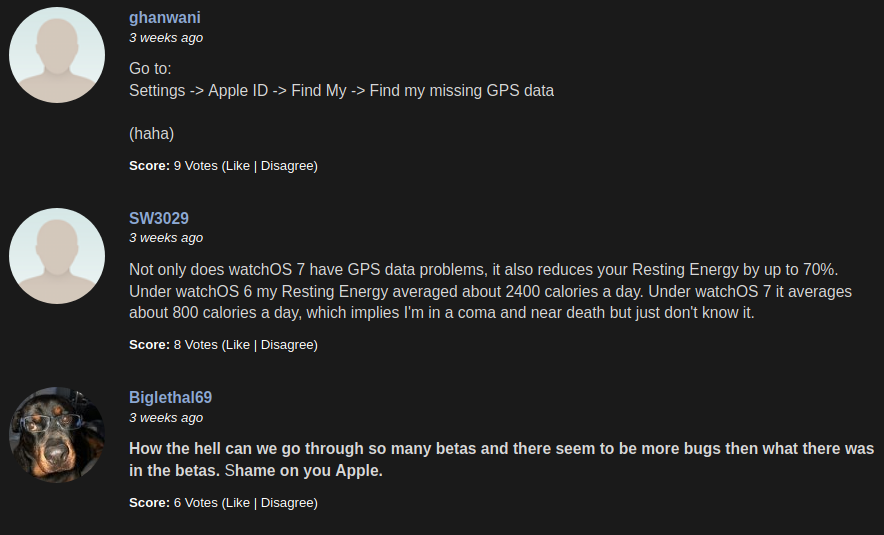 ghanwani
3 weeks ago
Go to:
Settings -> Apple ID -> Find My -> Find my missing GPS data
(haha)
Score: 9 Votes (Like | Disagree)
SW3029
3 weeks ago
Not only does watchOS 7 have GPS data problems, it also reduces your Resting Energy by up to 70%.
Under watchOS 6 my Resting Energy averaged about 2400 calories a day. Under watchOS 7 it averages
about 800 calories a day, which implies I'm in a coma and near death but just don't know it.
Score: 8 Votes (Like | Disagree)
Biglethal69
3 weeks ago
How the hell can we go through so many betas and there seem to be more bugs then what there was
in the betas. Shame on you Apple.
Score: 6 Votes (Like | Disagree)